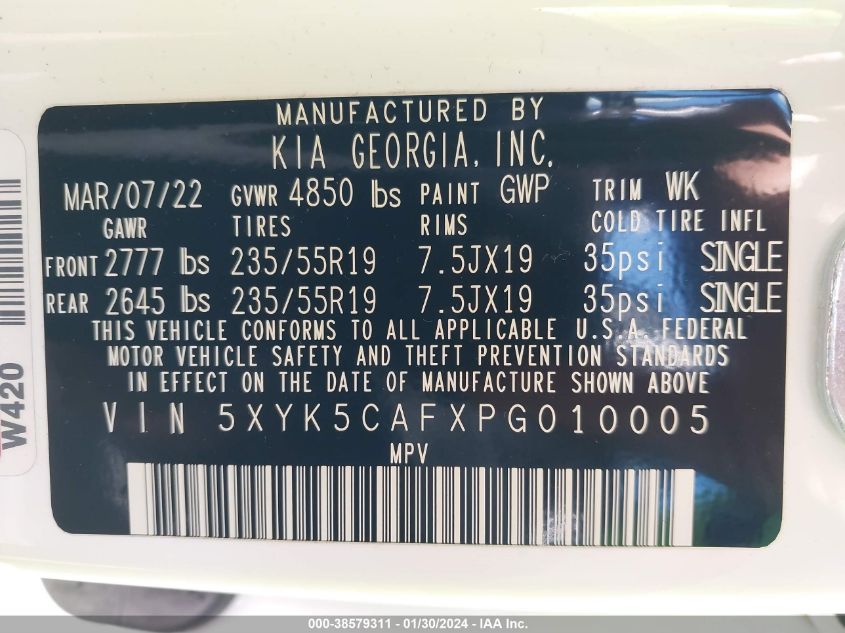 MANUFACTURED BY
KIA GEORGIA, INC.
MAR/07/22 GVWR 4850 lbs PAINT GWP TRIM WK
GAWR TIRES RIMS COLD TIRE INFL
FRONT 2777 lbs 235/55R19 7.5JX19 35psi SINGLE
REAR 2645 lbs 235/55R19 7.5JX19 35psi SINGLE
THIS VEHICLE CONFORMS TO ALL APPLICABLE U.S.A. FEDERAL
MOTOR VEHICLE SAFETY AND THEFT PREVENTION STANDARDS
IN EFFECT ON THE DATE OF MANUFACTURE SHOWN ABOVE
VIN 5XYK5CAFXPG010005
MPV
W420
000-38579311 - 01/30/2024 - IAA Inc.